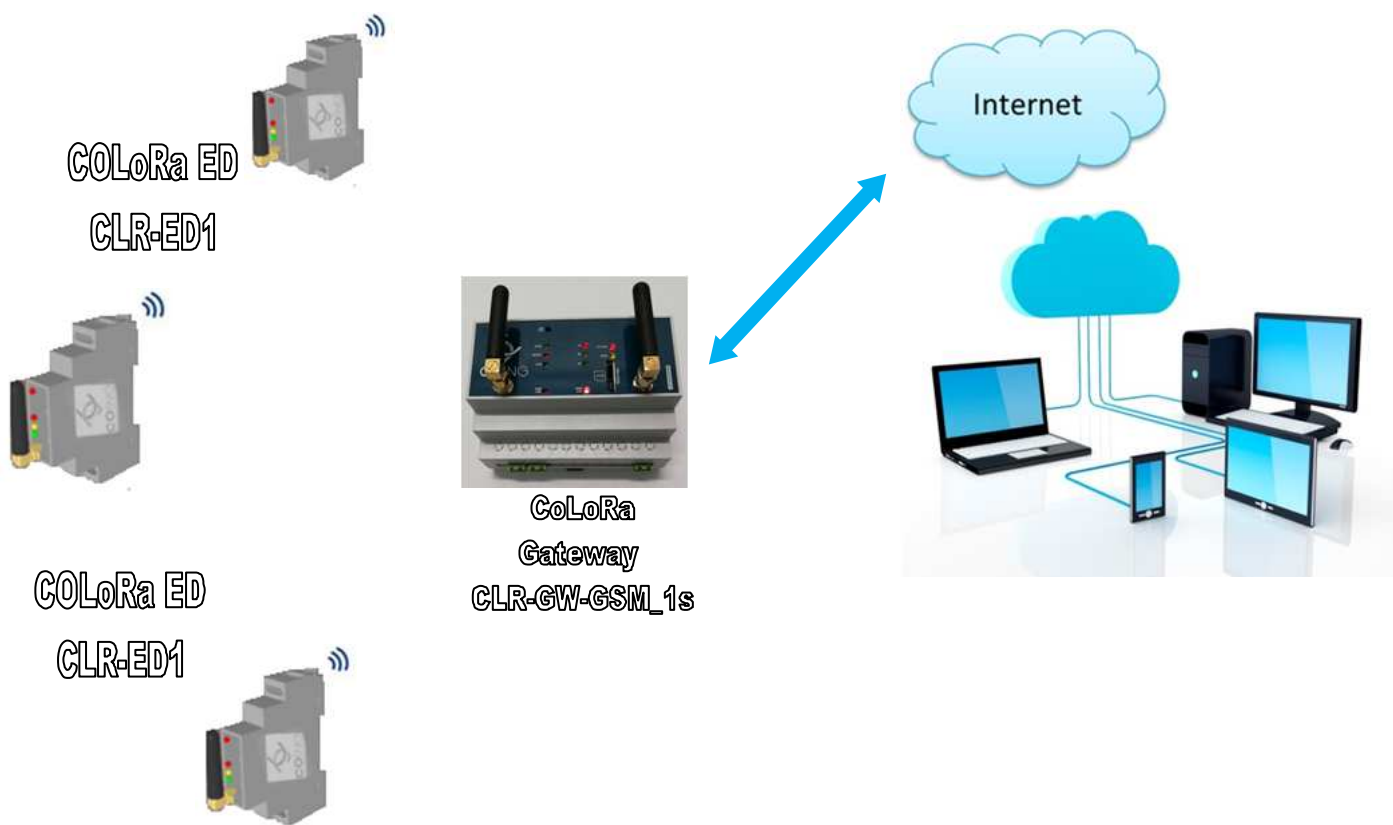 COLoRa ED
CLR-ED1
Internet
CoLoRa
Gateway
CLR-GW-GSM_1s
COLoRa ED
CLR-ED1